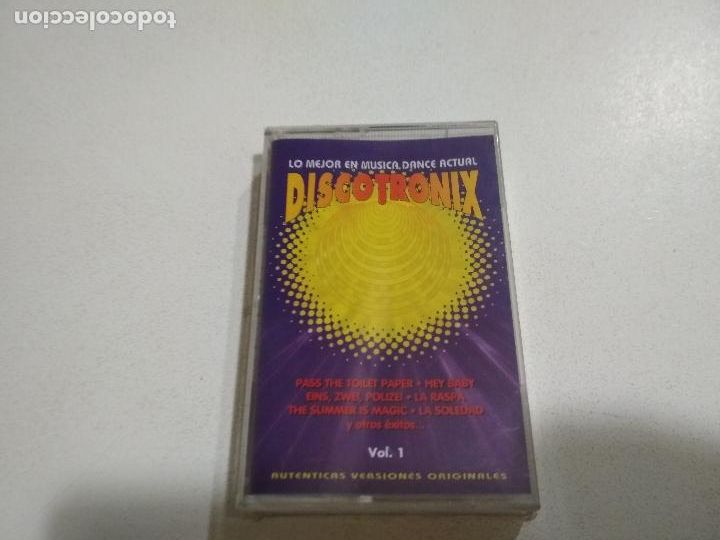 todocoleccion
LO MEJOR EN MUSICA DANCE ACTUAL
DISCOTRONIX
PASS THE TOILET PAPER • HEY BABY
EINS, ZWEI, POLIZEI • LA RASPA
THE SUMMER IS MAGIC • LA SOLEDAD
y otros éxitos...
Vol. 1
AUTENTICAS VERSIONES ORIGINALES